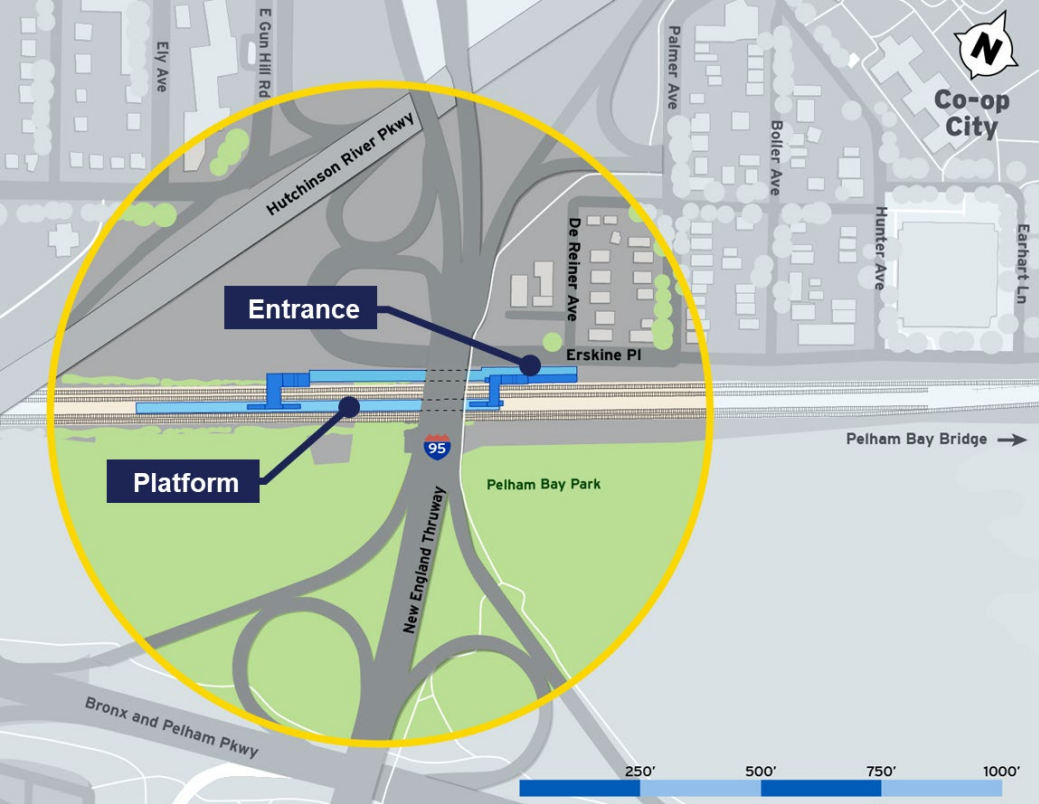 Ely Ave
E Gun Hill Rd
Palmer Ave
N
Co-op
City
Boller Ave
Hutchinson River Pkwy
De Reiner Ave
Hunter Ave
Earhart Ln
Entrance
Erskine Pl
95
Pelham Bay Bridge
Platform
Pelham Bay Park
New England Thruway
Bronx and Pelham Pkwy
250' 500' 750' 1000'